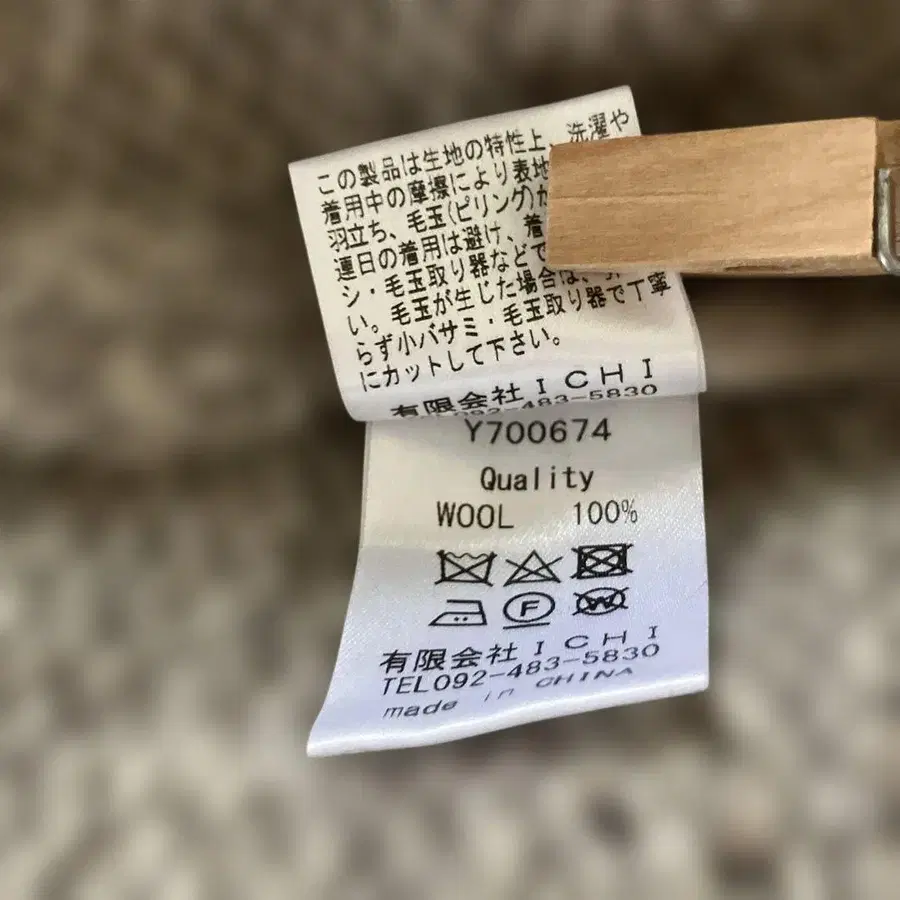 この製品は生地の特性上、洗濯や
着用中の摩擦により表地
羽立ち、毛玉(ピリング)が
連日の着用は避け、着
シ・毛玉取り器などで
い。毛玉が生じた場合は、
らず小バサミ・毛玉取り器で丁寧
にカットして下さい。
有限会社ICHI
TEL092-483-5830
Y700674
Quality
WOOL 100%
F
W
有限会社ICHI
TEL092-483-5830
made in CHINA